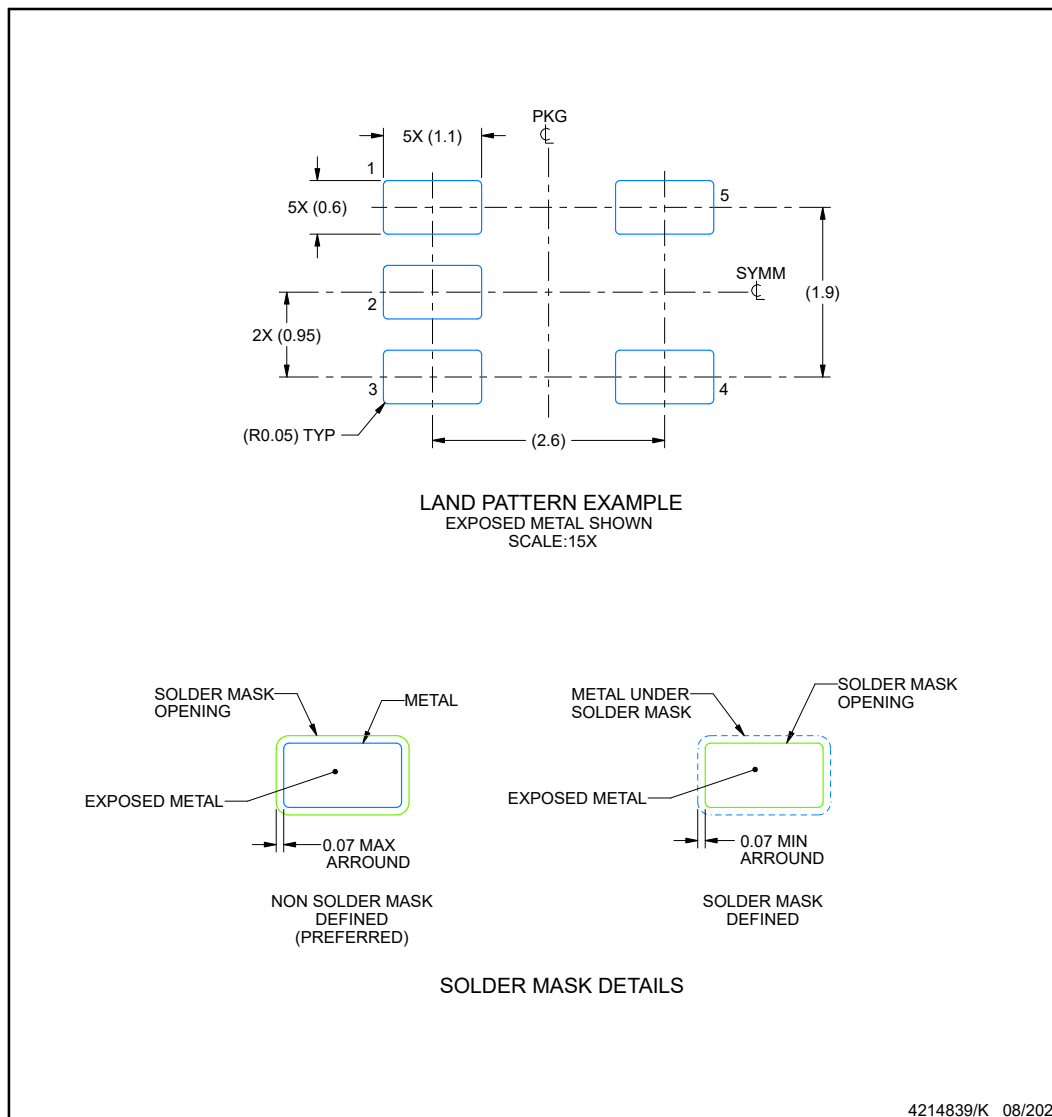 PKG
5X (1.1)
1
5
5X (0.6)
SYMM
(1.9)
2
2X (0.95)
3
4
(R0.05) TYP
(2.6)
LAND PATTERN EXAMPLE
EXPOSED METAL SHOWN
SCALE:15X
SOLDER MASK
OPENING
METAL
EXPOSED METAL
0.07 MAX
ARROUND
NON SOLDER MASK
DEFINED
(PREFERRED)
METAL UNDER
SOLDER MASK
SOLDER MASK
OPENING
EXPOSED METAL
0.07 MIN
ARROUND
SOLDER MASK
DEFINED
SOLDER MASK DETAILS
4214839/K 08/202